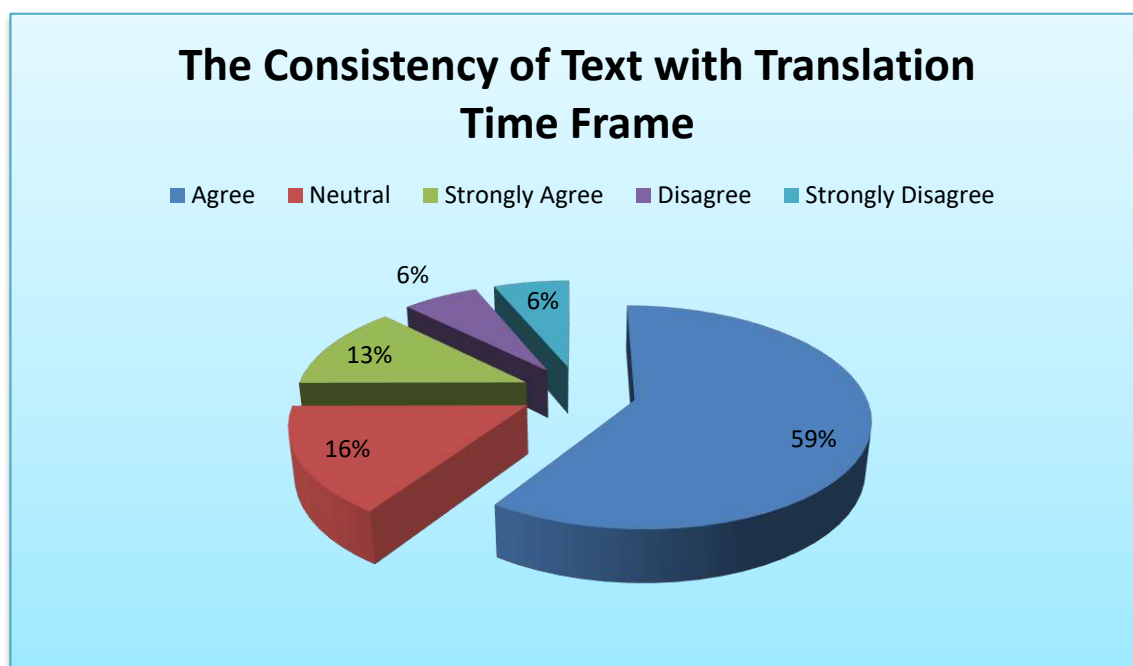 The Consistency of Text with Translation
Time Frame
Agree Neutral Strongly Agree Disagree Strongly Disagree
6%
6%
13%
59%
16%